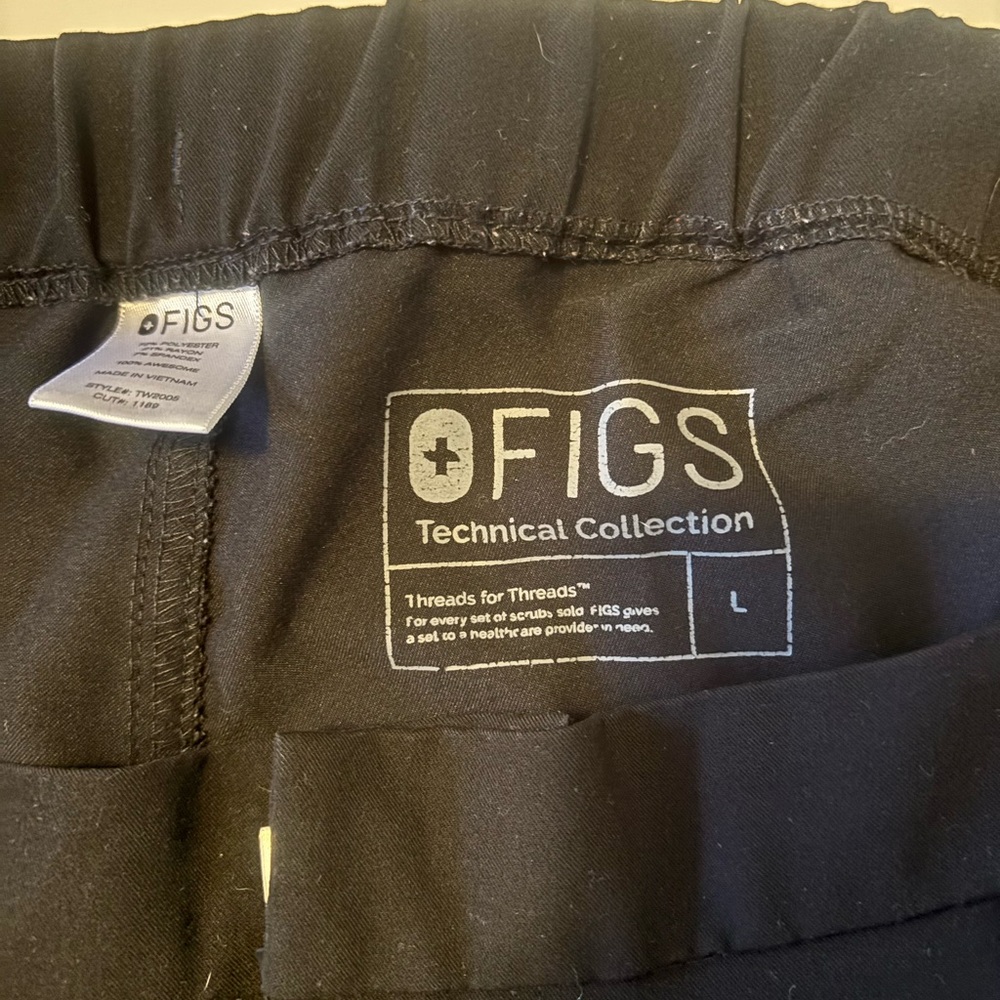 FIGS
POLYESTER
RAYON
SPANDEX
100% AWESOME
MADE IN VIETNAM
STYLE#: TW2005
CUT#: 1189
FIGS
Technical Collection
Threads for Threads™
For every set of scrubs sold FIGS gives
a set to a healthcare provider in need.
L